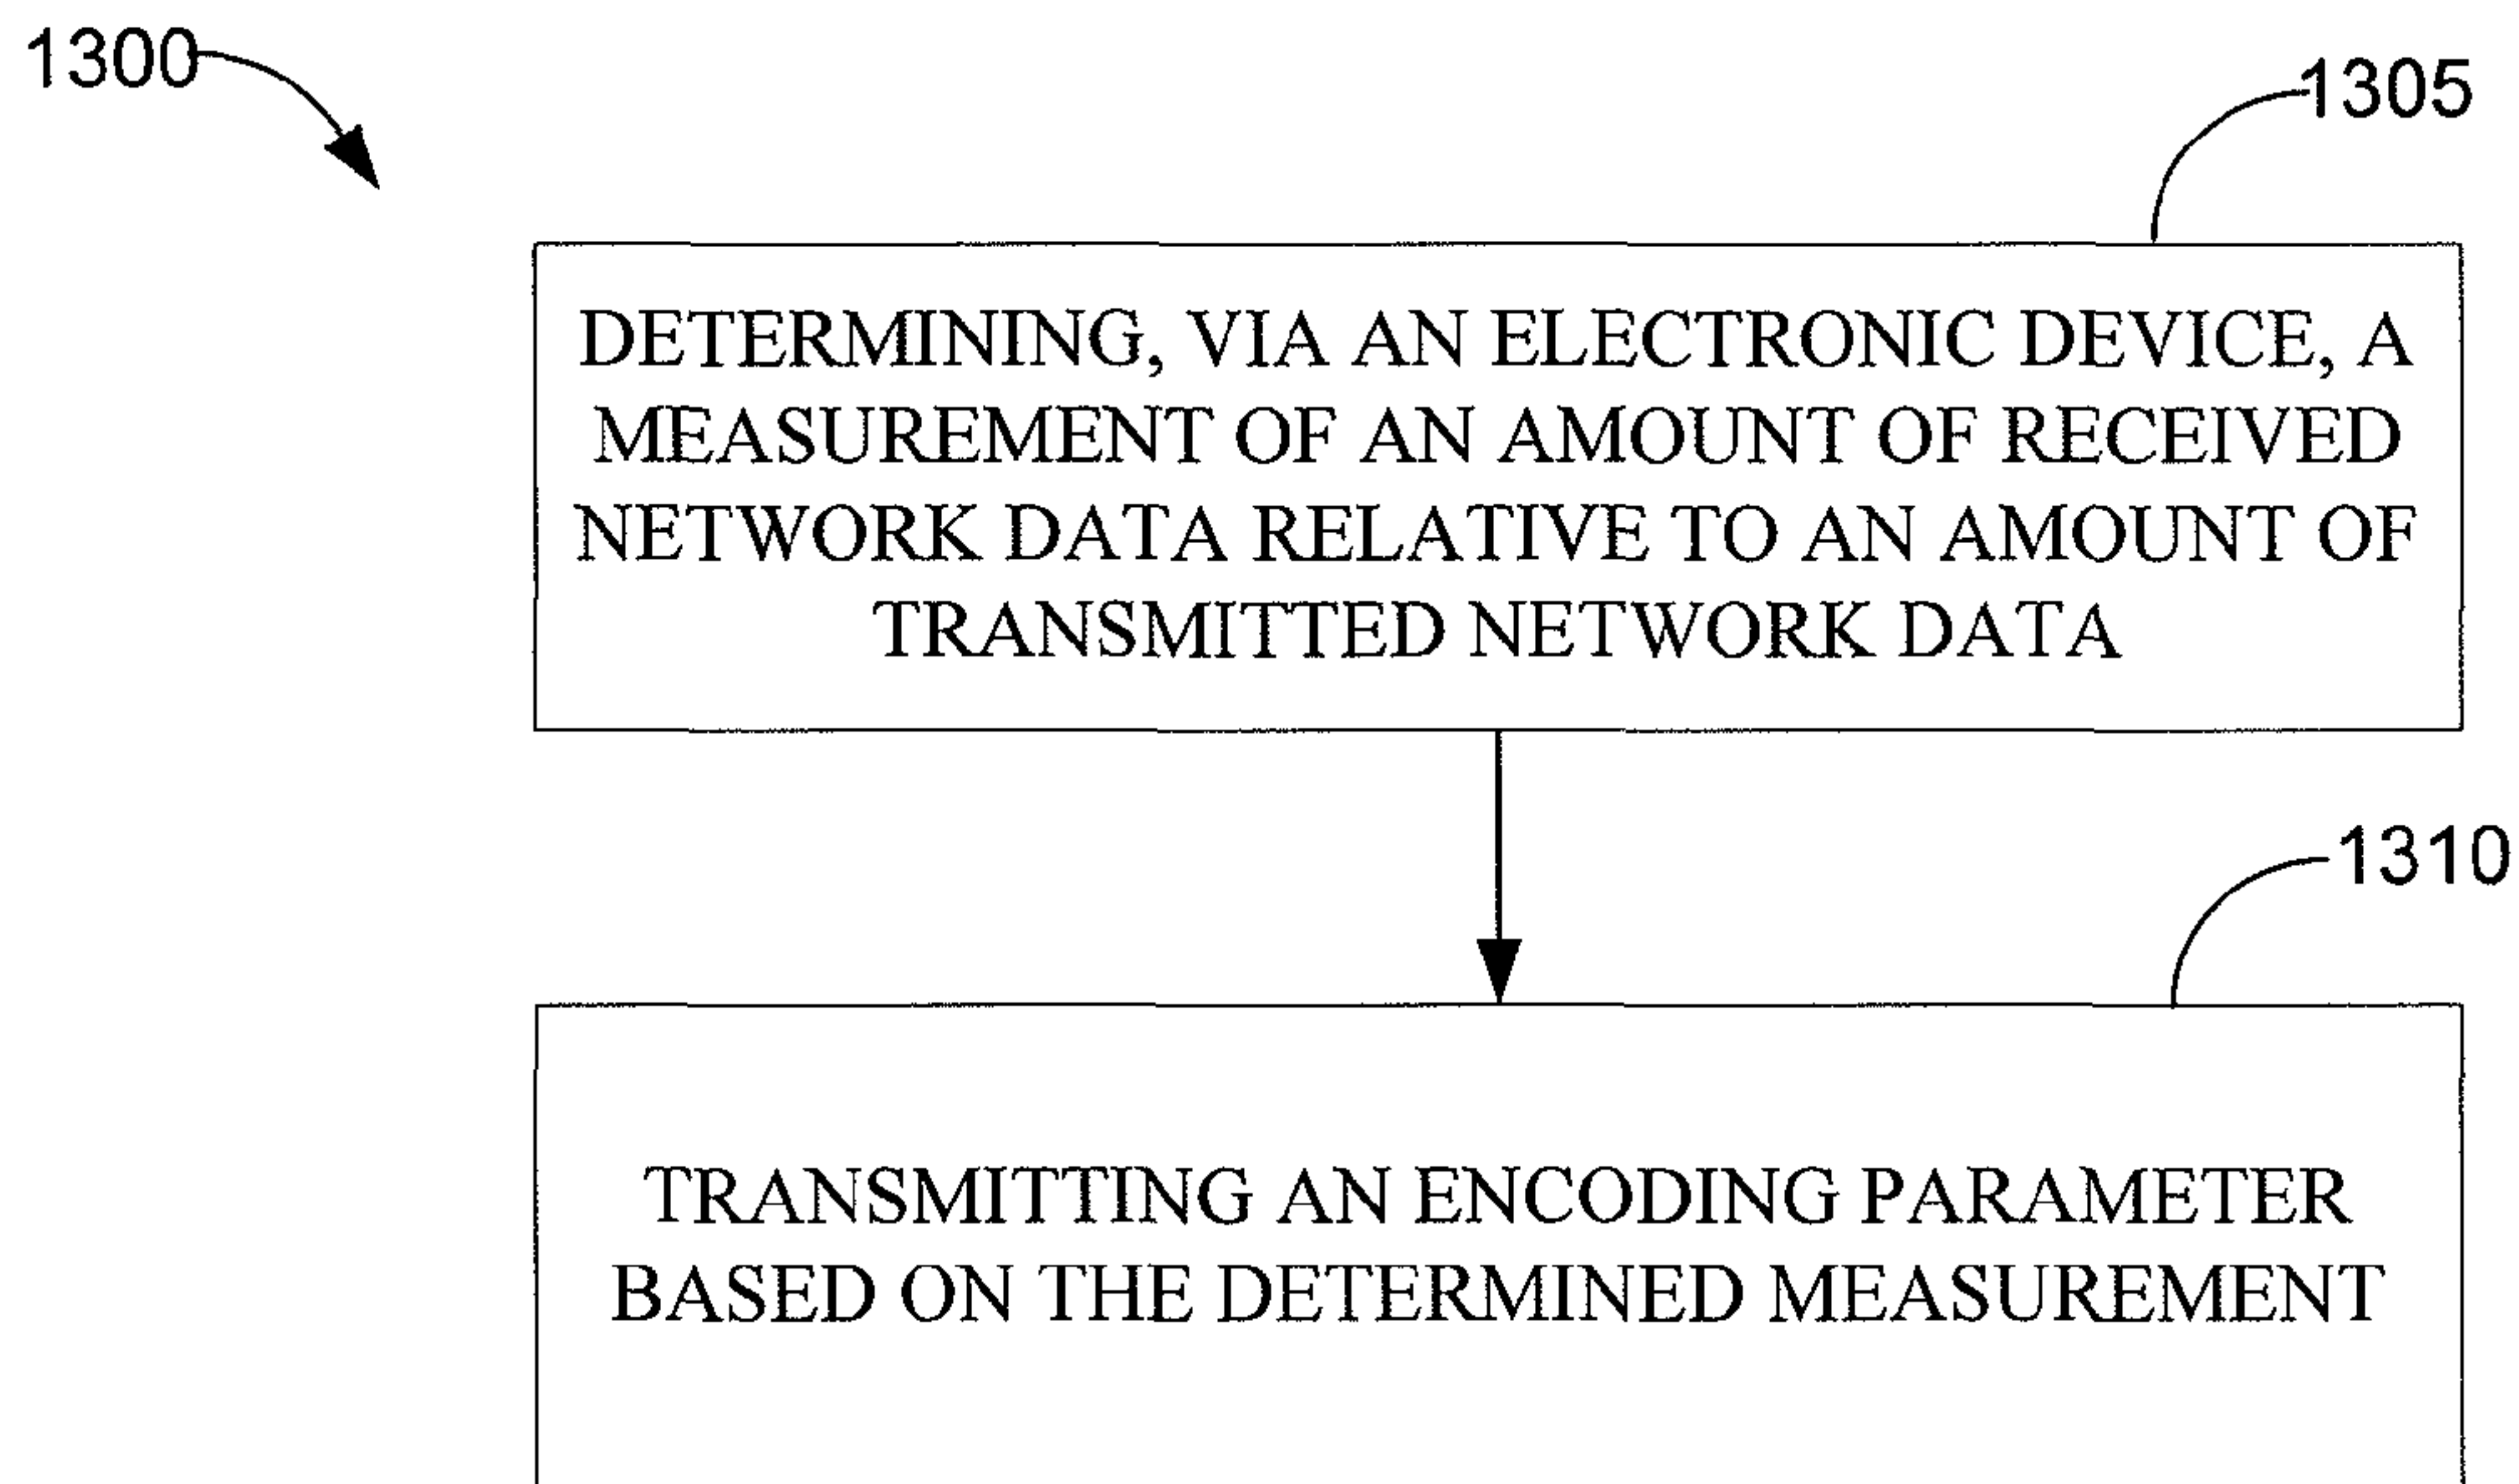 1300
1305
DETERMINING, VIA AN ELECTRONIC DEVICE, A
MEASUREMENT OF AN AMOUNT OF RECEIVED
NETWORK DATA RELATIVE TO AN AMOUNT OF
TRANSMITTED NETWORK DATA
1310
TRANSMITTING AN ENCODING PARAMETER
BASED ON THE DETERMINED MEASUREMENT